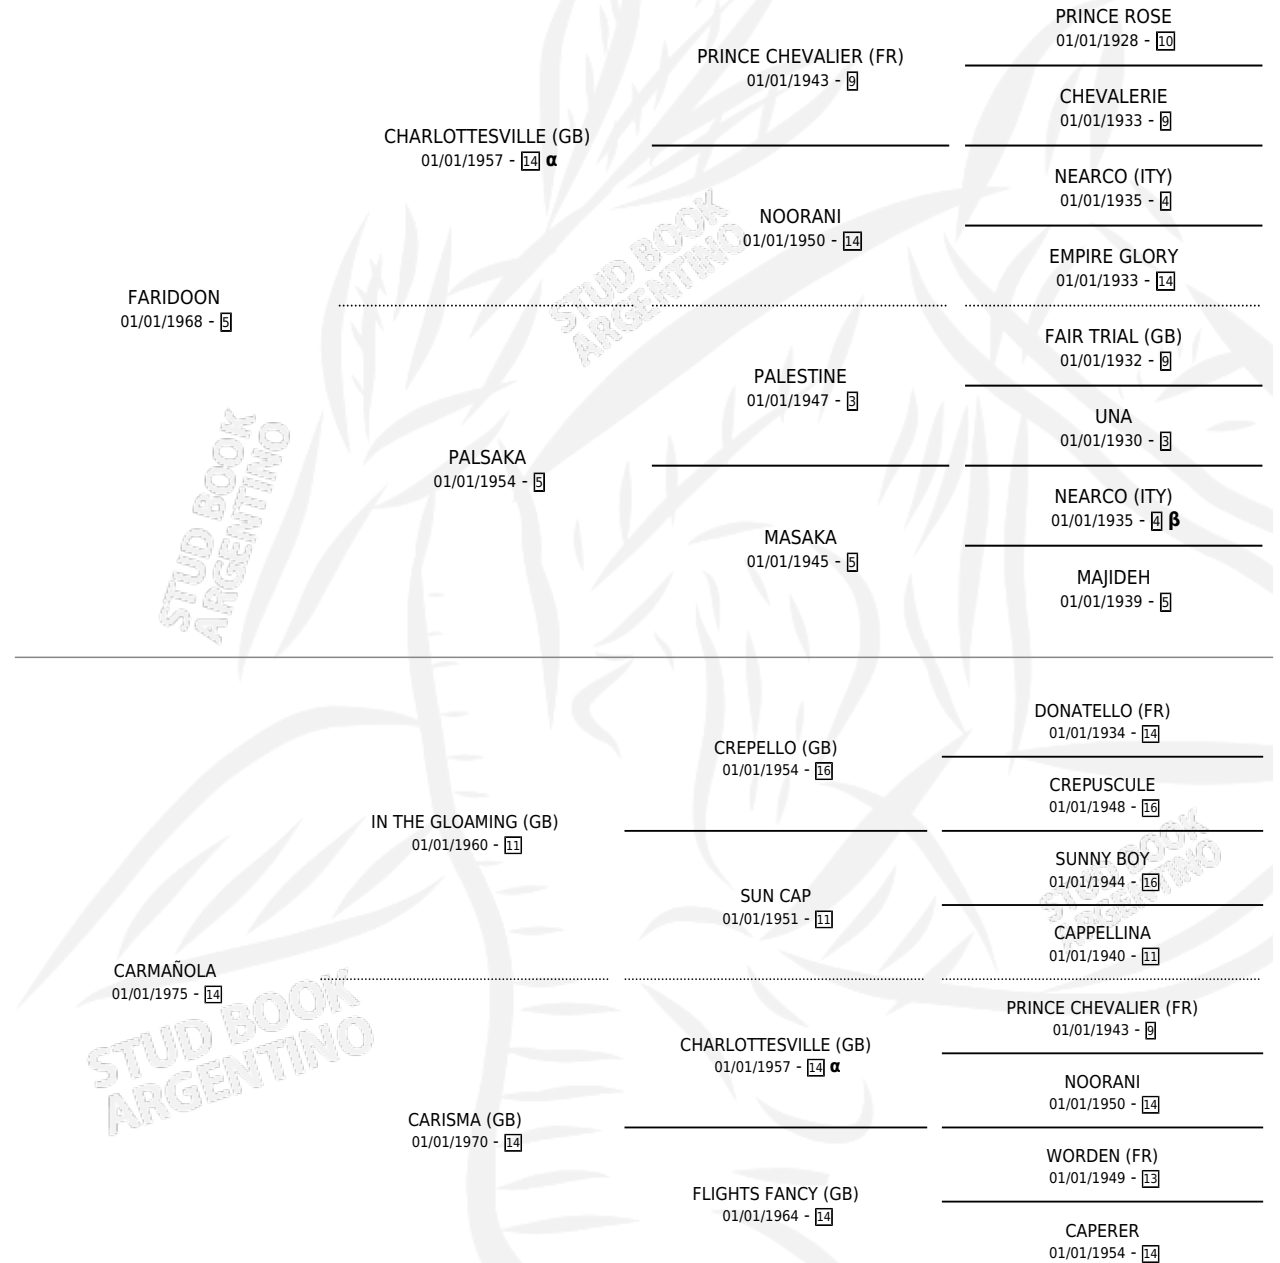 PRINCE ROSE
01/01/1928 - 10
PRINCE CHEVALIER (FR)
01/01/1943 - 9
CHEVALERIE
01/01/1933 - 9
CHARLOTTESVILLE (GB)
01/01/1957 - 14 α
NEARCO (ITY)
01/01/1935 - 4
NOORANI
01/01/1950 - 14
EMPIRE GLORY
01/01/1933 - 14
FARIDOON
01/01/1968 - 5
FAIR TRIAL (GB)
01/01/1932 - 9
PALESTINE
01/01/1947 - 3
UNA
01/01/1930 - 3
PALSAKA
01/01/1954 - 5
NEARCO (ITY)
01/01/1935 - 4 β
MASAKA
01/01/1945 - 5
MAJIDEH
01/01/1939 - 5
DONATELLO (FR)
01/01/1934 - 14
CREPELLO (GB)
01/01/1954 - 16
CREPUSCULE
01/01/1948 - 16
IN THE GLOAMING (GB)
01/01/1960 - 11
SUNNY BOY
01/01/1944 - 16
SUN CAP
01/01/1951 - 11
CAPPELLINA
01/01/1940 - 11
CARMAÑOLA
01/01/1975 - 14
PRINCE CHEVALIER (FR)
01/01/1943 - 9
CHARLOTTESVILLE (GB)
01/01/1957 - 14 α
NOORANI
01/01/1950 - 14
CARISMA (GB)
01/01/1970 - 14
WORDEN (FR)
01/01/1949 - 13
FLIGHTS FANCY (GB)
01/01/1964 - 14
CAPERER
01/01/1954 - 14
STUD BOOK
ARGENTINO
STUD BOOK
ARGENTINO
STUD BOOK
ARGENTINO
STUD BOOK
ARGENTINO